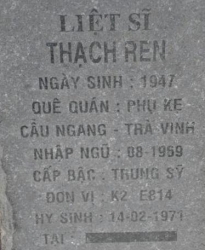 LIỆT SĨ
THẠCH REN
NGÀY SINH : 1947
QUÊ QUÁN : PHỤ KE
CẦU NGANG - TRÀ VINH
NHẬP NGŨ : 08-1959
CẤP BẬC : TRUNG SỸ
ĐƠN VỊ : K2 E814
HY SINH : 14-02-1971
TẠI :